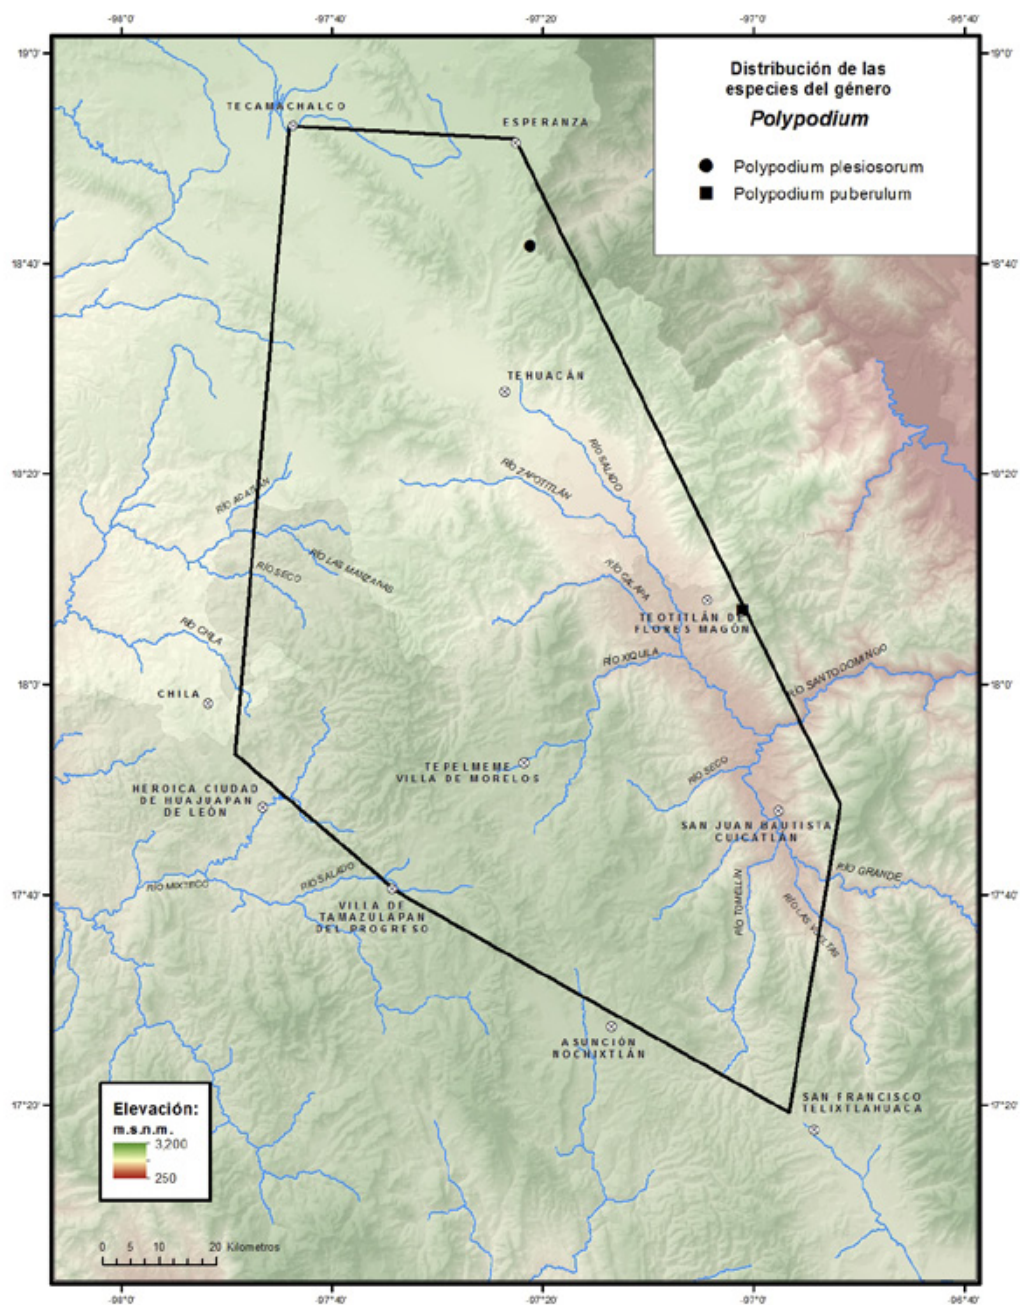 -98°0' -97°40' -97°20' -97°0' -96°40'
19°0' 19°0'
Distribución de las
especies del género
Polypodium
Polypodium plesiosorum
Polypodium puberulum
TECAMACHALCO
ESPERANZA
18°40' 18°40'
TEHUACÁN
RÍO SALADO
RÍO ZAPOTITLÁN
18°20' 18°20'
RÍO ACATLÁN
RÍO LAS MANZANAS
RÍO SECO
RÍO CALAPA
TEOTITLÁN DE
FLORES MAGÓN
RÍO CHILA
RÍO XIQUILA
RÍO SANTO DOMINGO
18°0' 18°0'
CHILA
TEPELMEME
VILLA DE MORELOS
RÍO SECO
HEROICA CIUDAD
DE HUAJUAPAN
DE LEÓN
SAN JUAN BAUTISTA
CUICATLÁN
RÍO GRANDE
RÍO MIXTECO
RÍO SALADO
17°40' 17°40'
VILLA DE
TAMAZULAPAN
DEL PROGRESO
RÍO TOMELLÍN
RÍO LAS VUELTAS
ASUNCIÓN
NOCHIXTLÁN
SAN FRANCISCO
TELIXTLAHUACA
17°20' 17°20'
Elevación:
m.s.n.m.
3,200
250
0 5 10 20 Kilometros
-98°0' -97°40' -97°20' -97°0' -96°40'